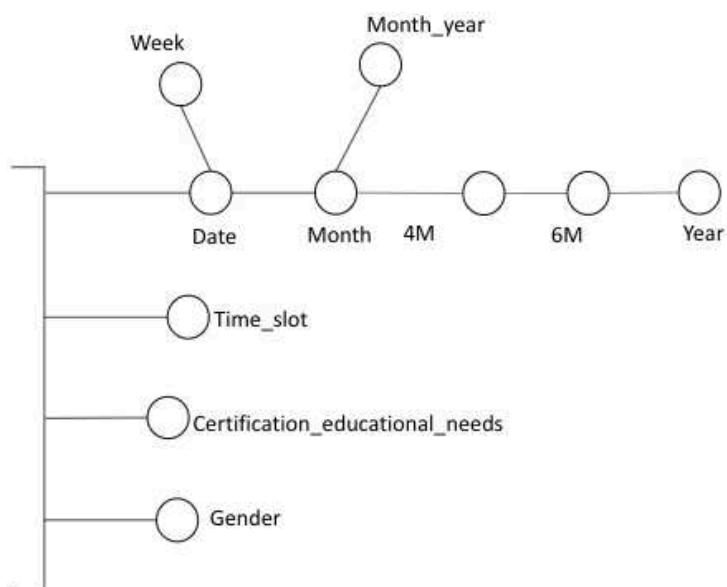 Month_year
Week
Date
Month
4M
6M
Year
Time_slot
Certification_educational_needs
Gender